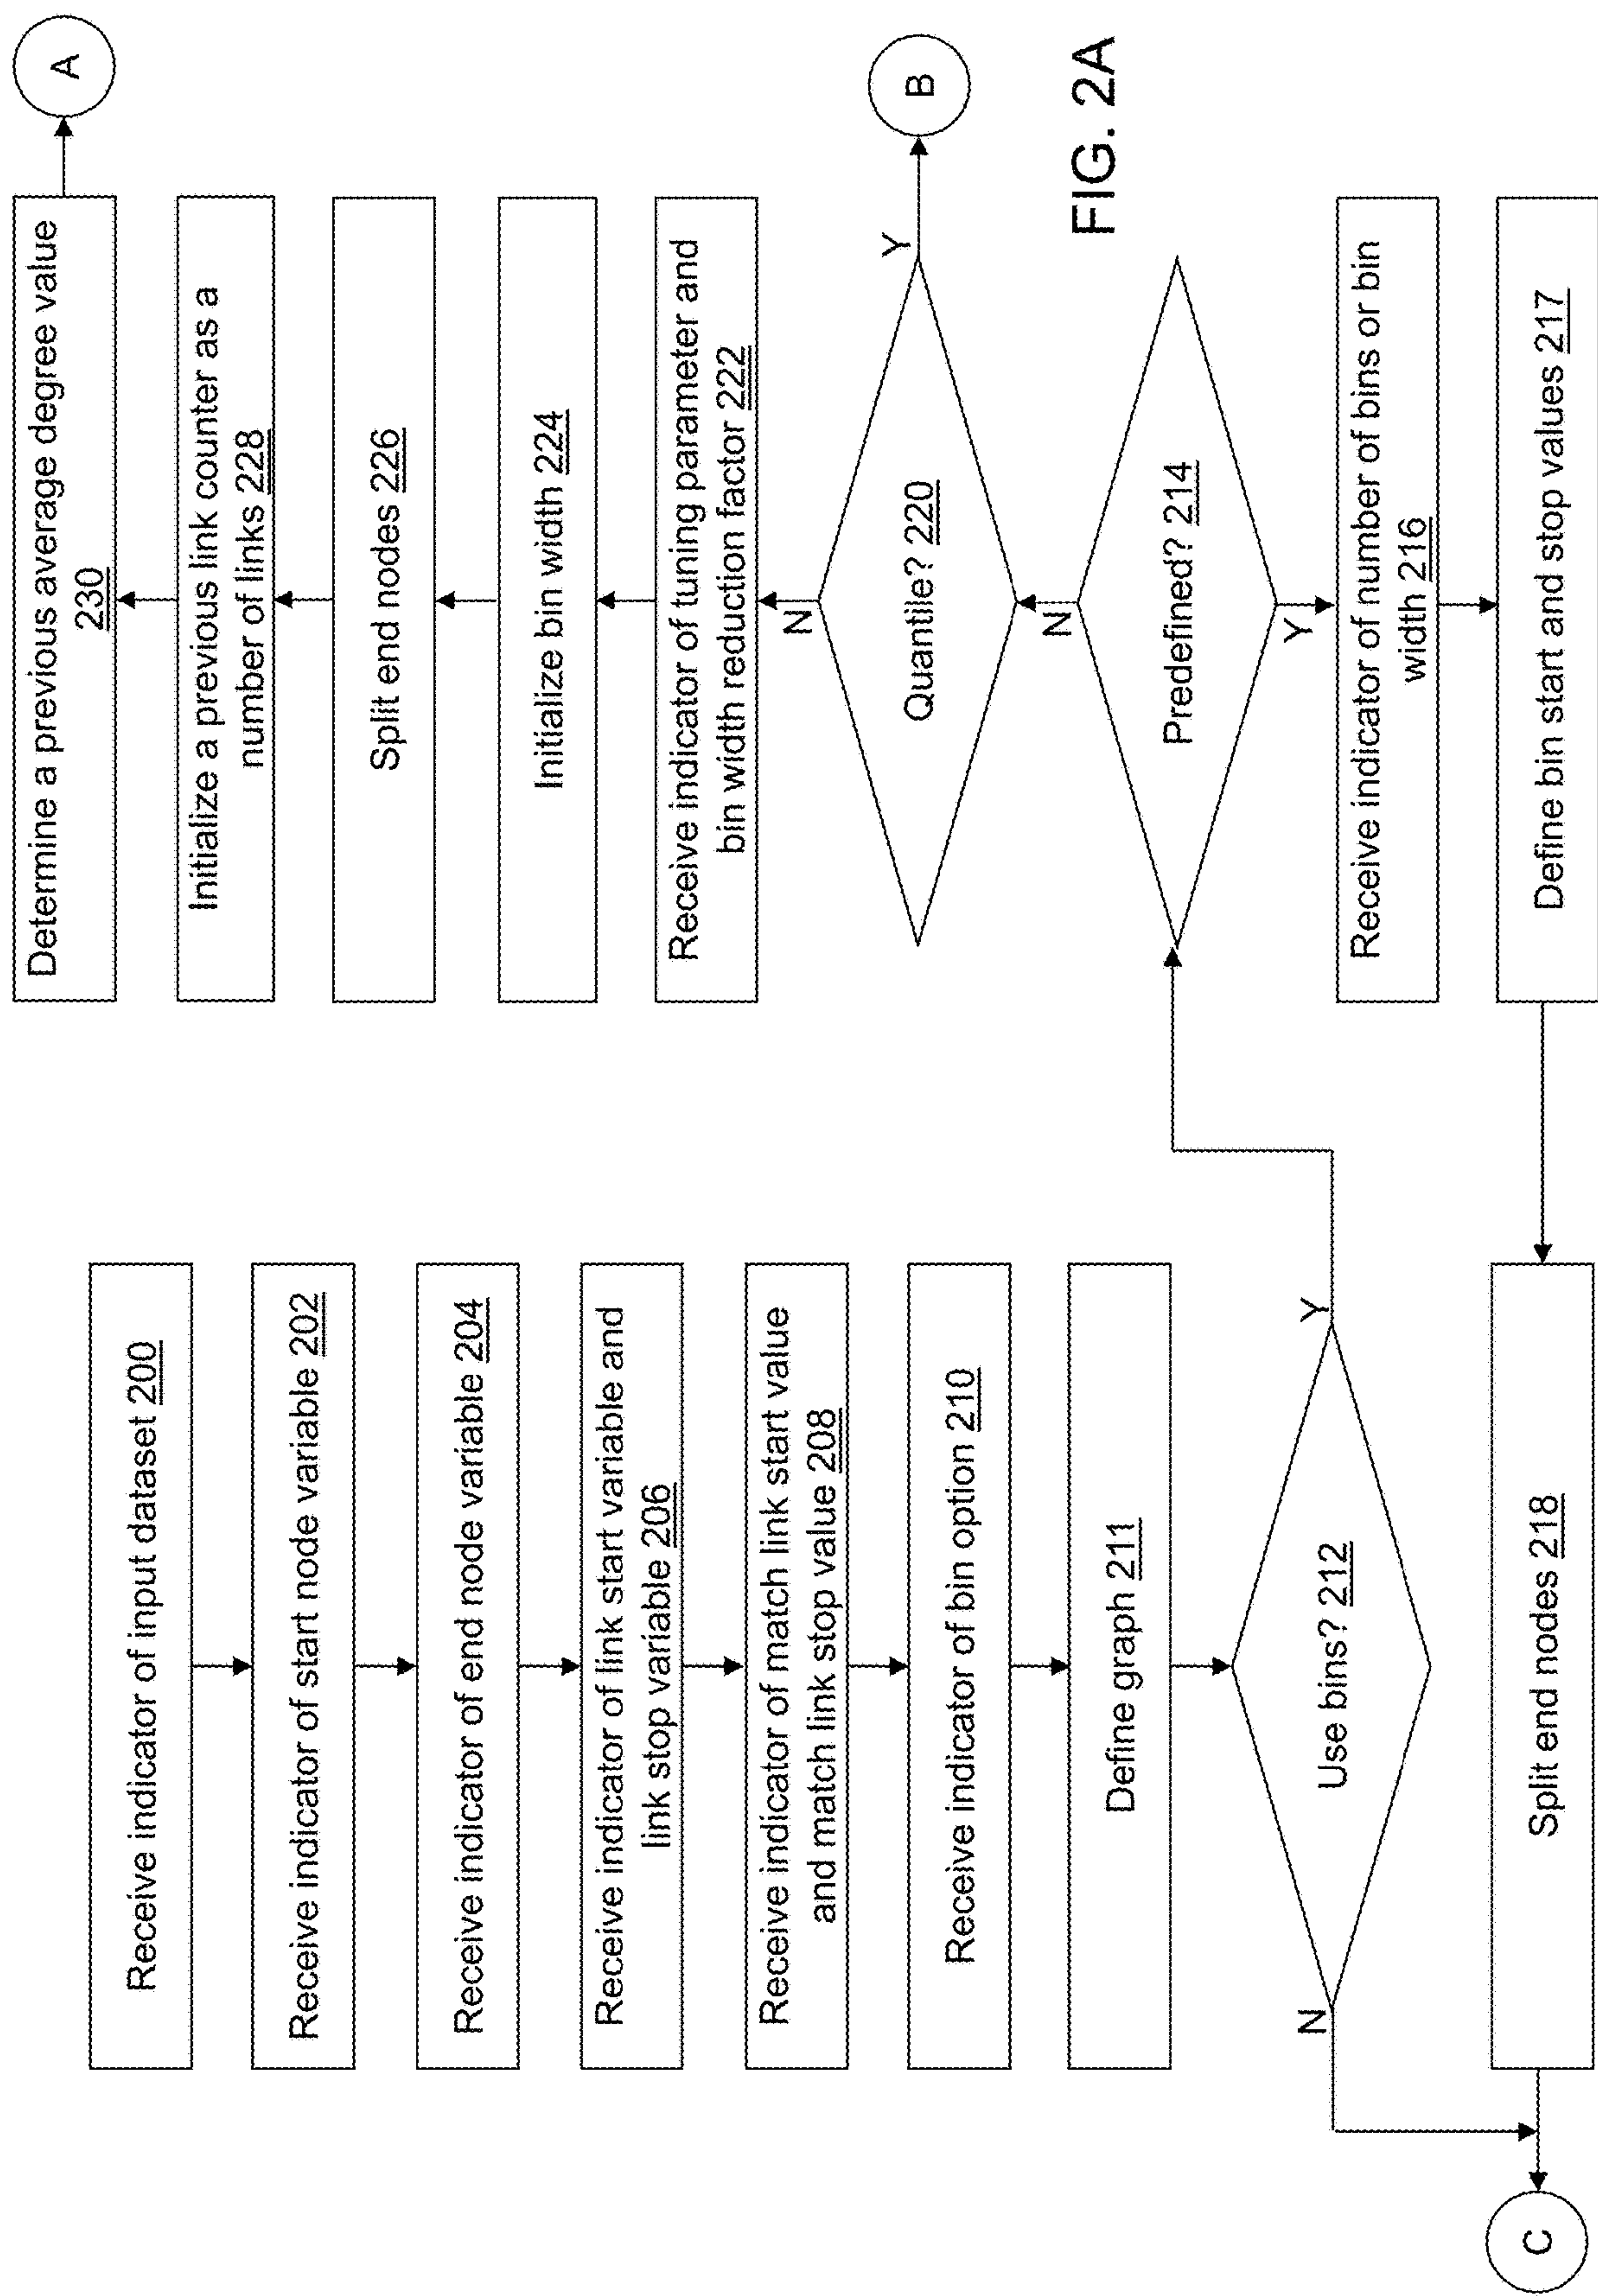 Receive indicator of input dataset 200
Receive indicator of start node variable 202
Receive indicator of end node variable 204
Receive indicator of link start variable and
link stop variable 206
Receive indicator of match link start value
and match link stop value 208
Receive indicator of bin option 210
Define graph 211
Use bins? 212
N
Y
Split end nodes 218
C
Determine a previous average degree value
230
A
Initialize a previous link counter as a
number of links 228
Split end nodes 226
Initialize bin width 224
Receive indicator of tuning parameter and
bin width reduction factor 222
N
Quantile? 220
Y
B
N
Predefined? 214
Y
Receive indicator of number of bins or bin
width 216
Define bin start and stop values 217
FIG. 2A